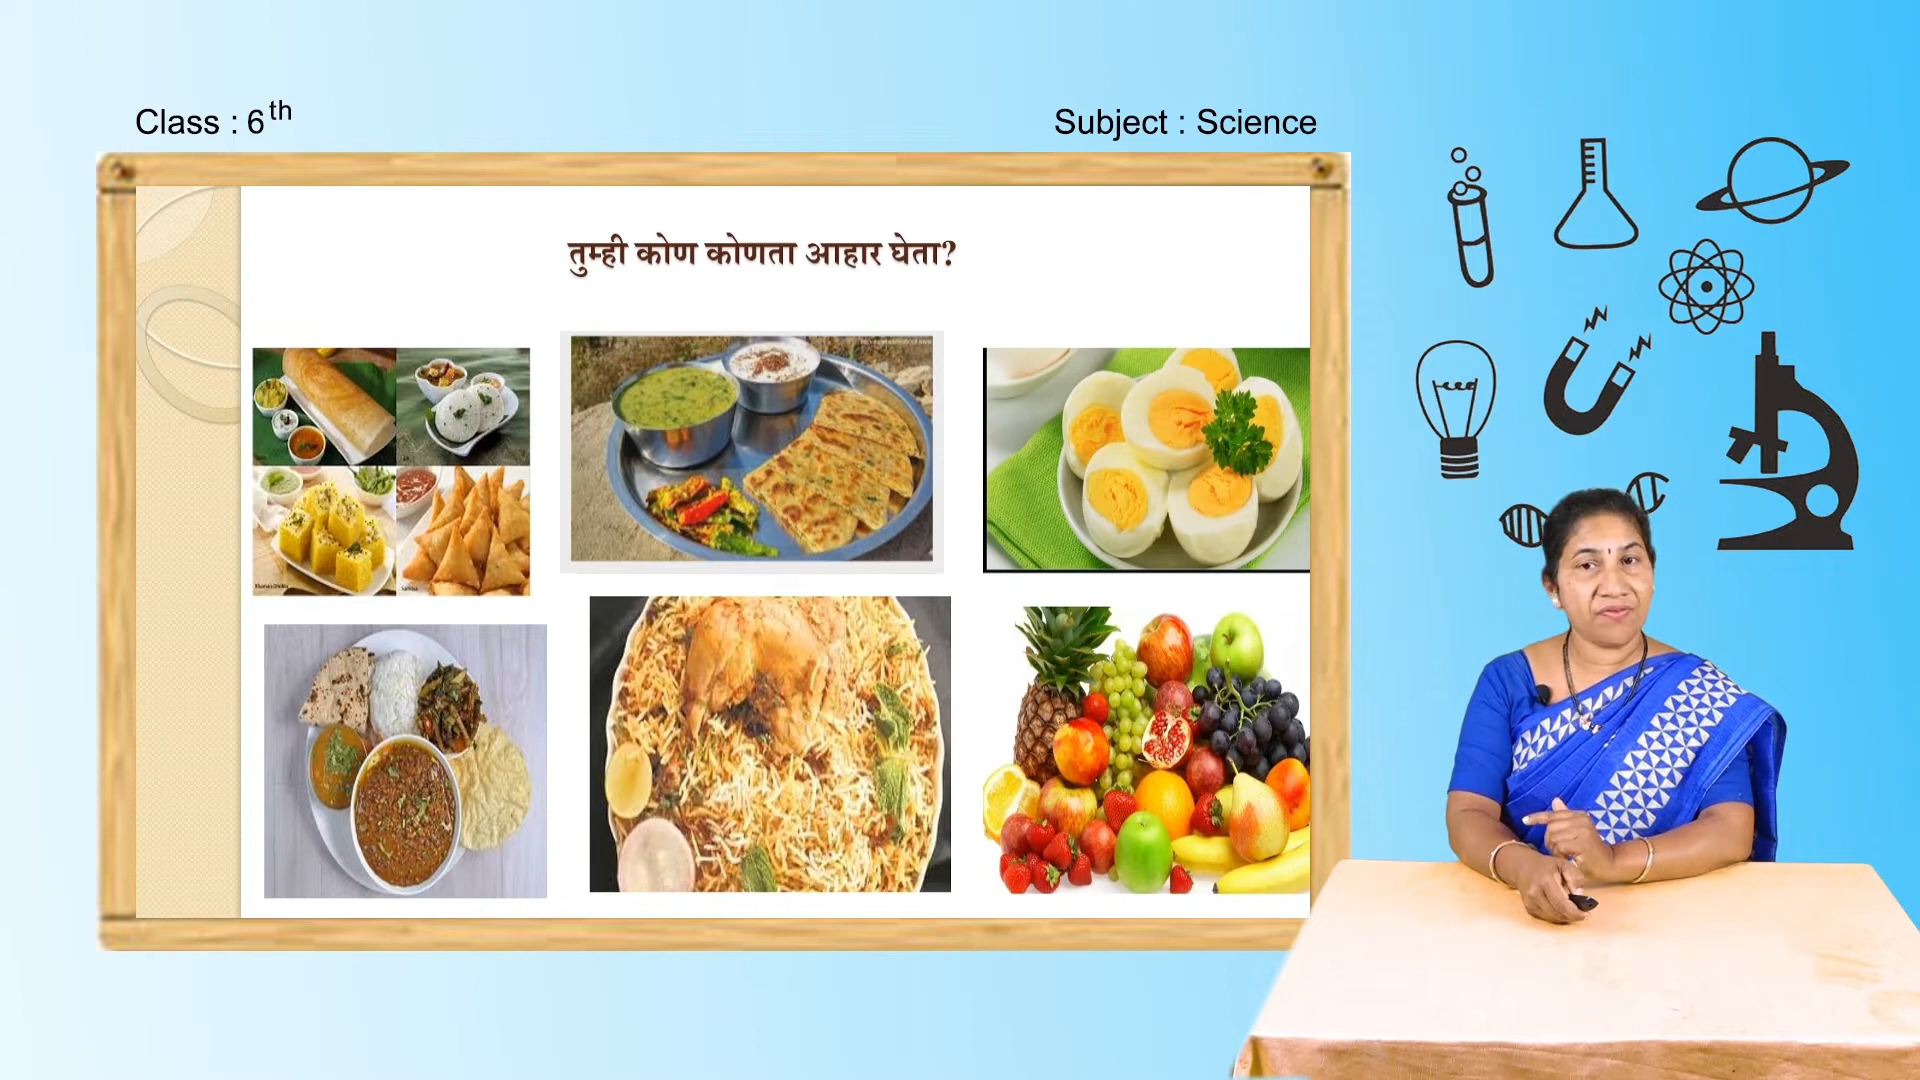 Class : 6th
Subject : Science
तुम्ही कोण कोणता आहार घेता?